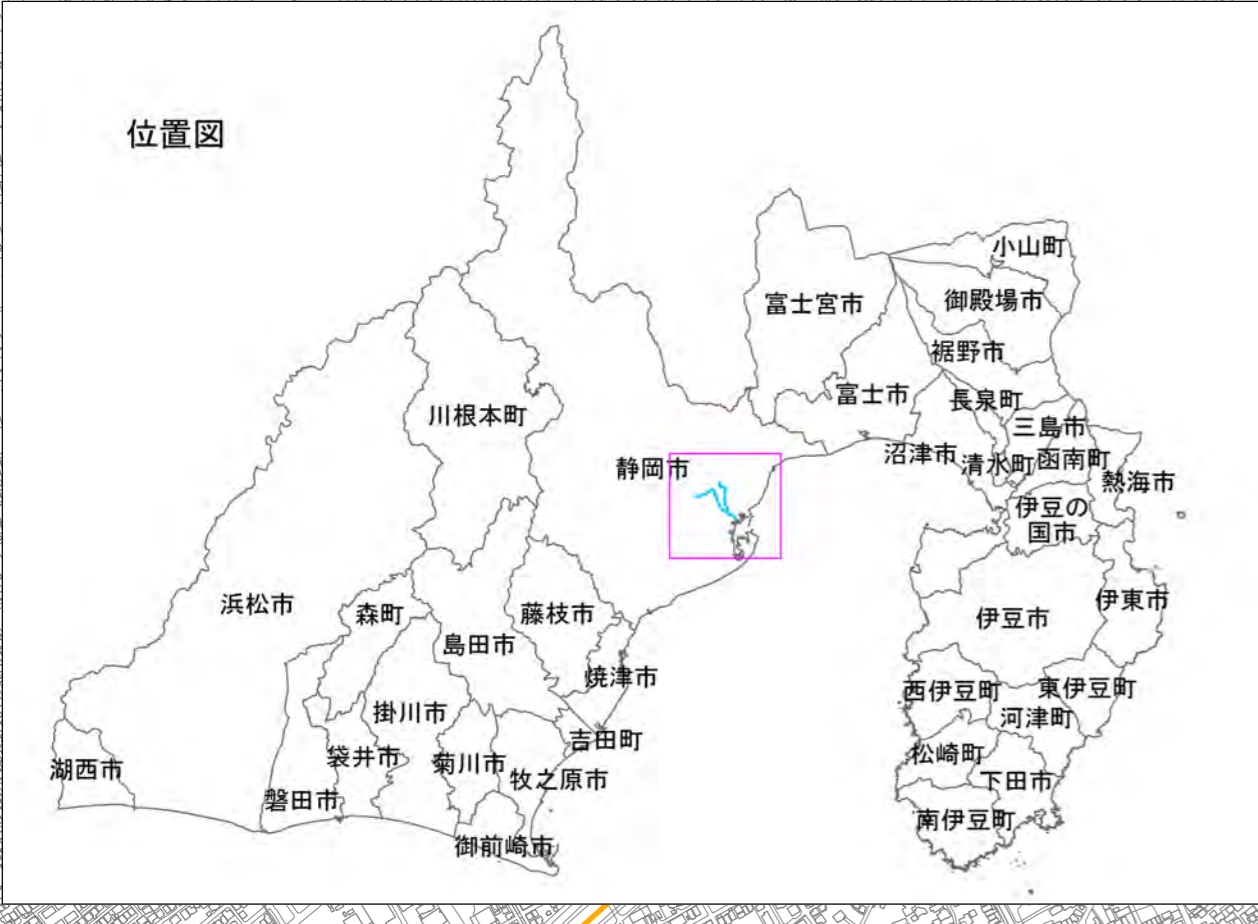 位置図
小山町
御殿場市
富士宮市
裾野市
富士市
長泉町
川根本町
三島市
沼津市
清水町
函南町
静岡市
熱海市
伊豆の
国市
浜松市
森町
藤枝市
伊東市
伊豆市
島田市
焼津市
西伊豆町
東伊豆町
掛川市
河津町
吉田町
袋井市
菊川市
松崎町
湖西市
牧之原市
下田市
磐田市
南伊豆町
御前崎市